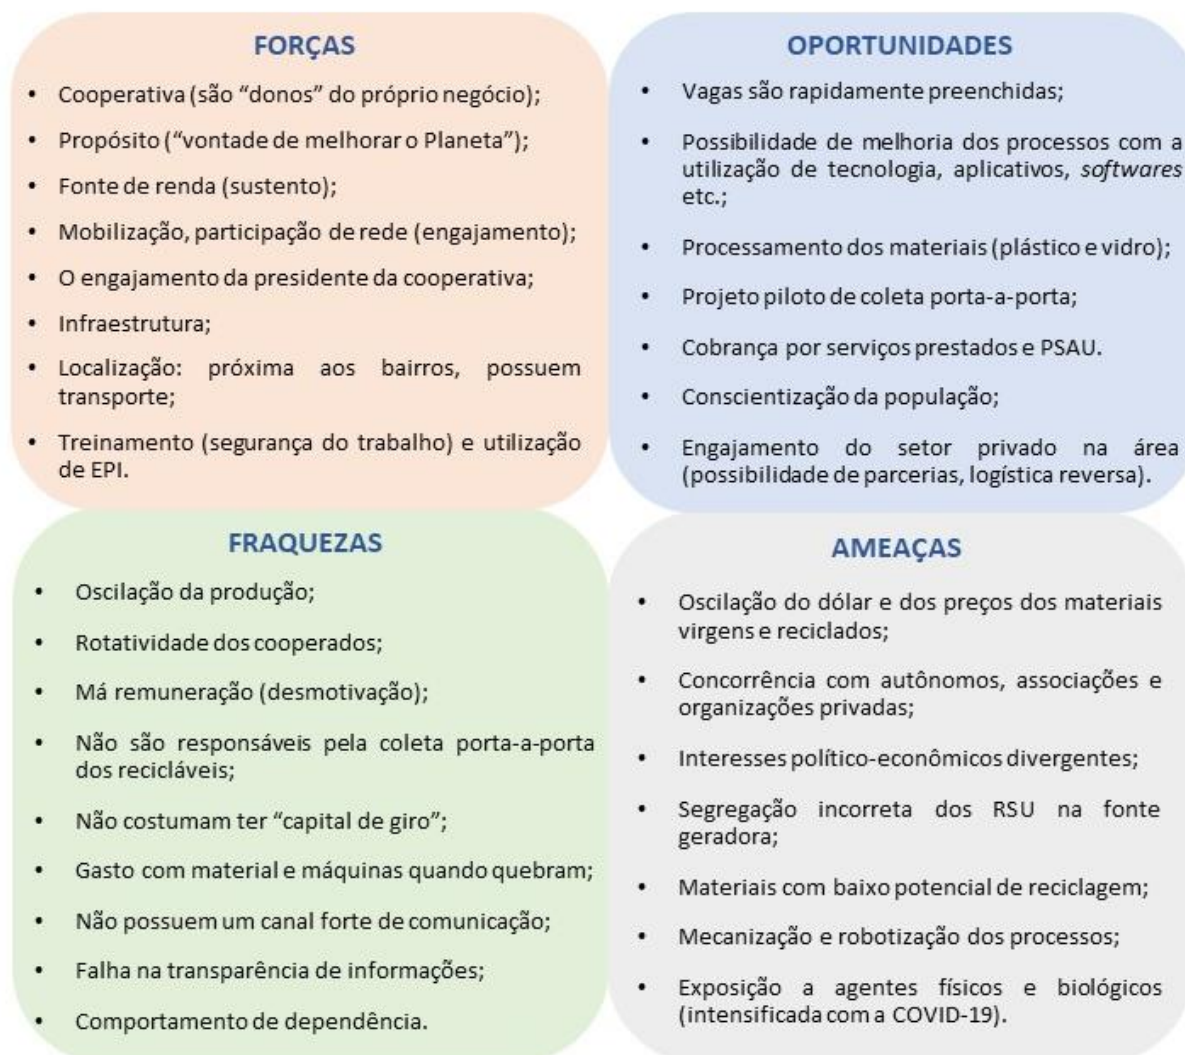 FORÇAS
• Cooperativa (são “donos” do próprio negócio);
• Propósito (“vontade de melhorar o Planeta”);
• Fonte de renda (sustento);
• Mobilização, participação de rede (engajamento);
• O engajamento da presidente da cooperativa;
• Infraestrutura;
• Localização: próxima aos bairros, possuem
transporte;
• Treinamento (segurança do trabalho) e utilização
de EPI.
OPORTUNIDADES
• Vagas são rapidamente preenchidas;
• Possibilidade de melhoria dos processos com a
utilização de tecnologia, aplicativos, softwares
etc.;
• Processamento dos materiais (plástico e vidro);
• Projeto piloto de coleta porta-a-porta;
• Cobrança por serviços prestados e PSAU.
• Conscientização da população;
• Engajamento do setor privado na área
(possibilidade de parcerias, logística reversa).
FRAQUEZAS
• Oscilação da produção;
• Rotatividade dos cooperados;
• Má remuneração (desmotivação);
• Não são responsáveis pela coleta porta-a-porta
dos recicláveis;
• Não costumam ter “capital de giro”;
• Gasto com material e máquinas quando quebram;
• Não possuem um canal forte de comunicação;
• Falha na transparência de informações;
• Comportamento de dependência.
AMEAÇAS
• Oscilação do dólar e dos preços dos materiais
virgens e reciclados;
• Concorrência com autônomos, associações e
organizações privadas;
• Interesses político-econômicos divergentes;
• Segregação incorreta dos RSU na fonte
geradora;
• Materiais com baixo potencial de reciclagem;
• Mecanização e robotização dos processos;
• Exposição a agentes físicos e biológicos
(intensificada com a COVID-19).